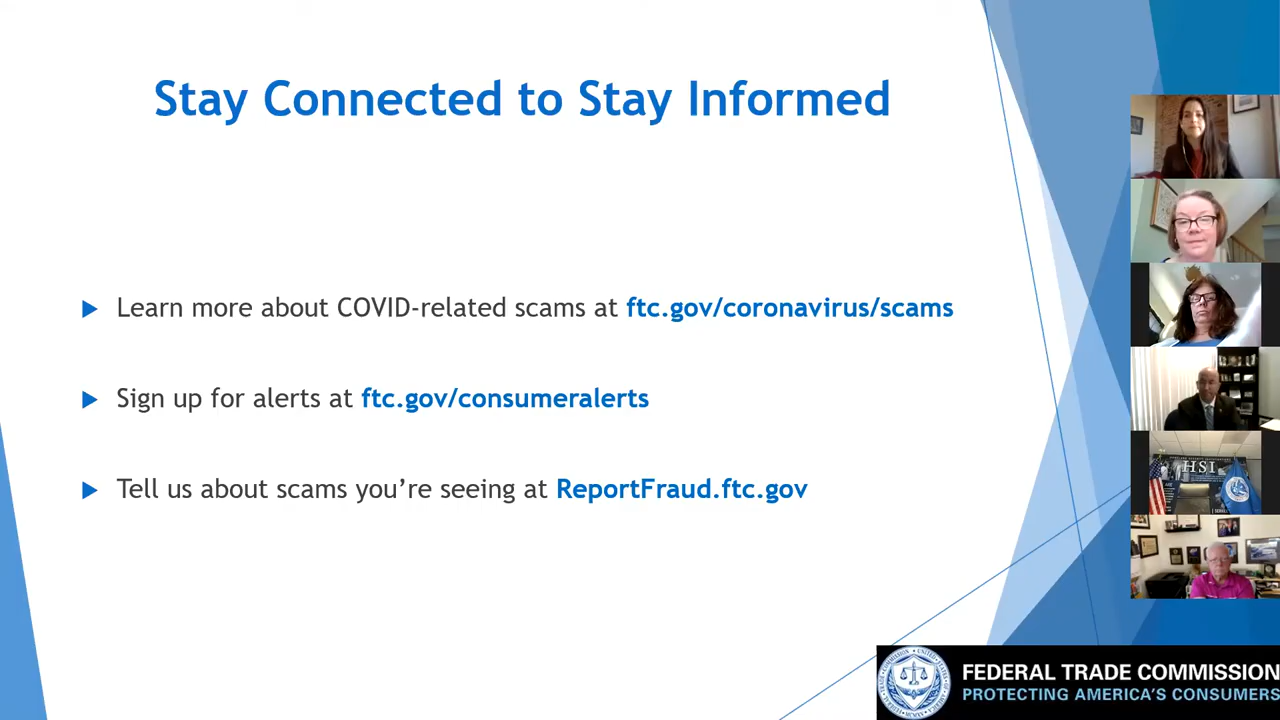 Stay Connected to Stay Informed
Learn more about COVID-related scams at ftc.gov/coronavirus/scams
Sign up for alerts at ftc.gov/consumeralerts
Tell us about scams you’re seeing at ReportFraud.ftc.gov
HSI
FEDERAL TRADE COMMISSION
PROTECTING AMERICA'S CONSUMERS